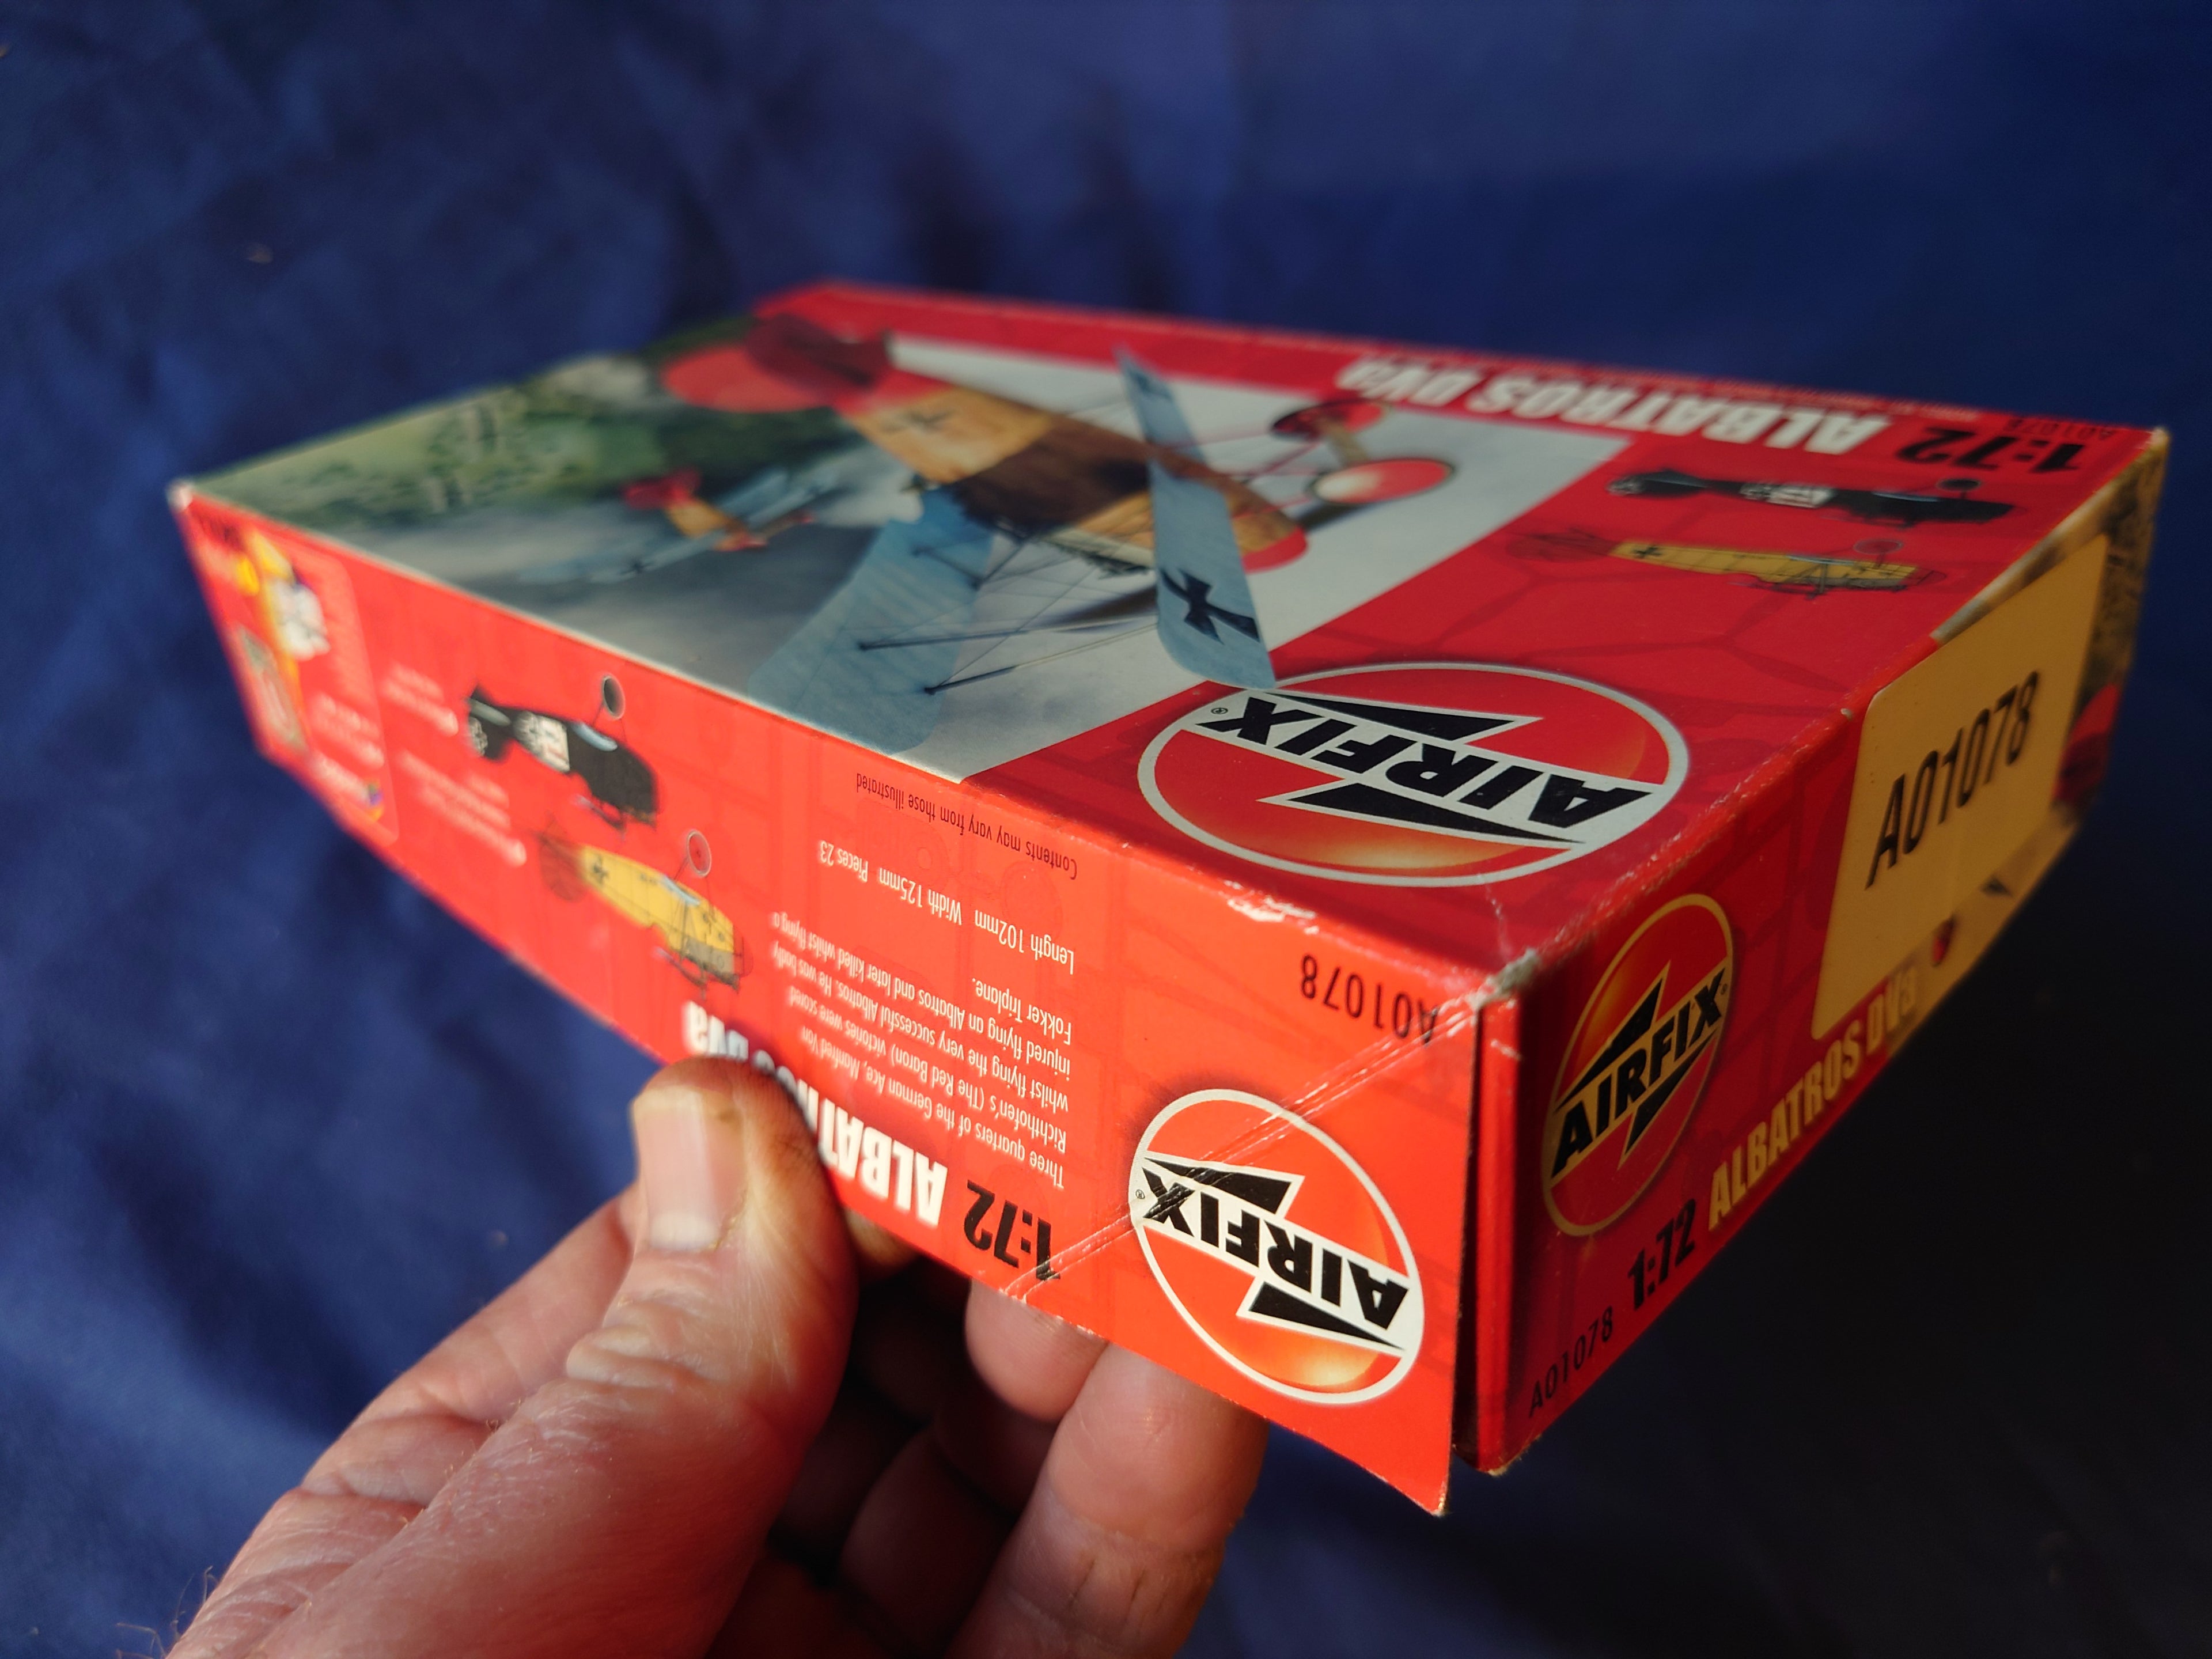 ALBATROS DVa
1:72
A01078
AIRFIX
®
A01078
AIRFIX
®
1:72 ALBAT
DVa
Three quarters of the German Ace, Manfred Von
Richthofen's (The Red Baron) victories were scored
whilst flying the very successful Albatros. He was badly
injured flying an Albatros and later killed whilst flying a
Fokker Triplane.
Length 102mm Width 125mm Pieces 23
Contents may vary from those illustrated
A01078
AIRFIX
A01078 1:72 ALBATROS DVa